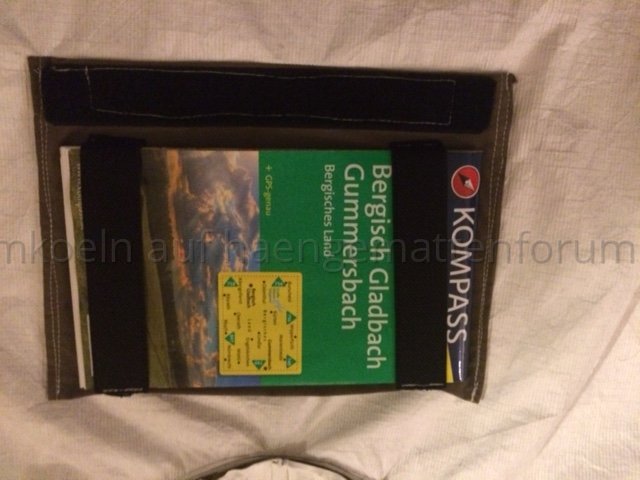 KOMPASS
Bergisch Gladbach
Gummersbach
Bergisches Land
+ GPS-genau
mkoeln auf haengemattenforum